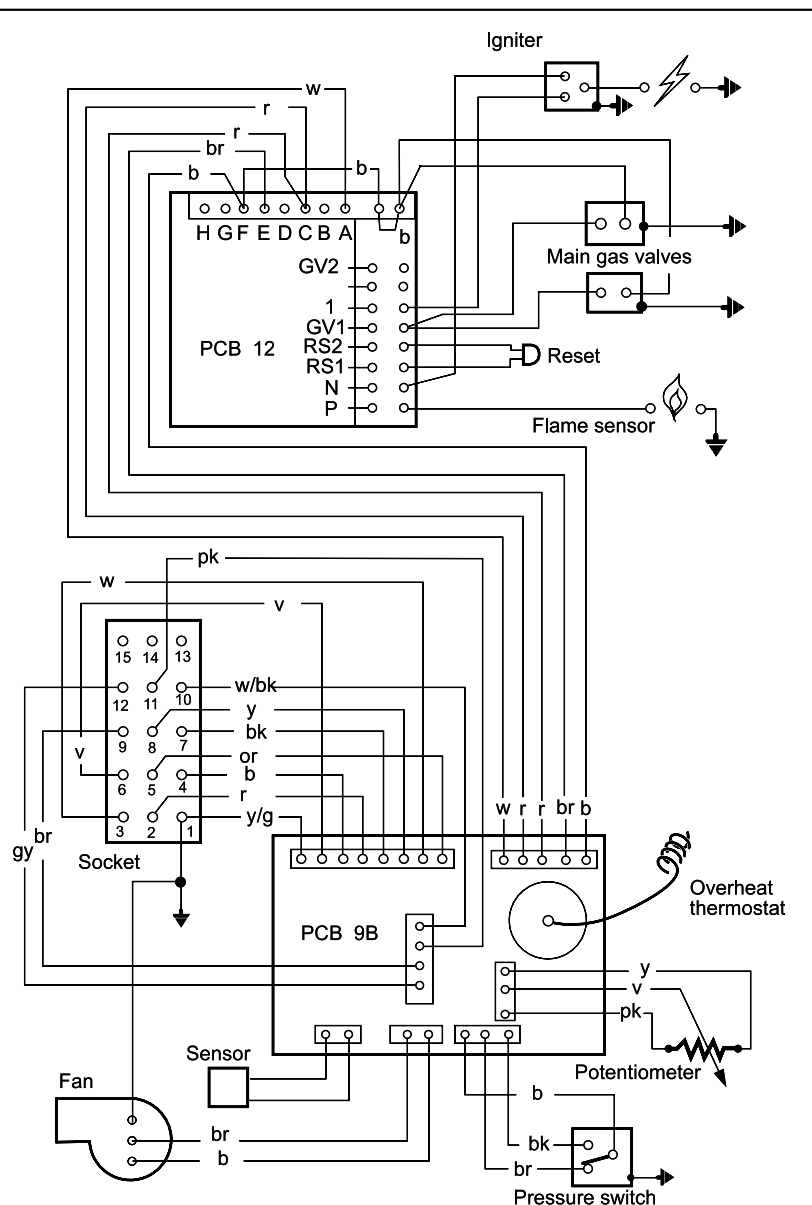 Igniter
w
r
r
br
b
b
H G F E D C B A
b
GV2
Main gas valves
1
GV1
PCB 12
RS2
Reset
RS1
N
P
Flame sensor
pk
w
v
15 14 13
w/bk
12 11 10
y
bk
9 8 7
v
or
b
6 5 4
r
w r r br b
y/g
3 2 1
br
gy
Socket
Overheat
thermostat
PCB 9B
y
v
pk
Sensor
Potentiometer
Fan
b
br
bk
b
br
Pressure switch